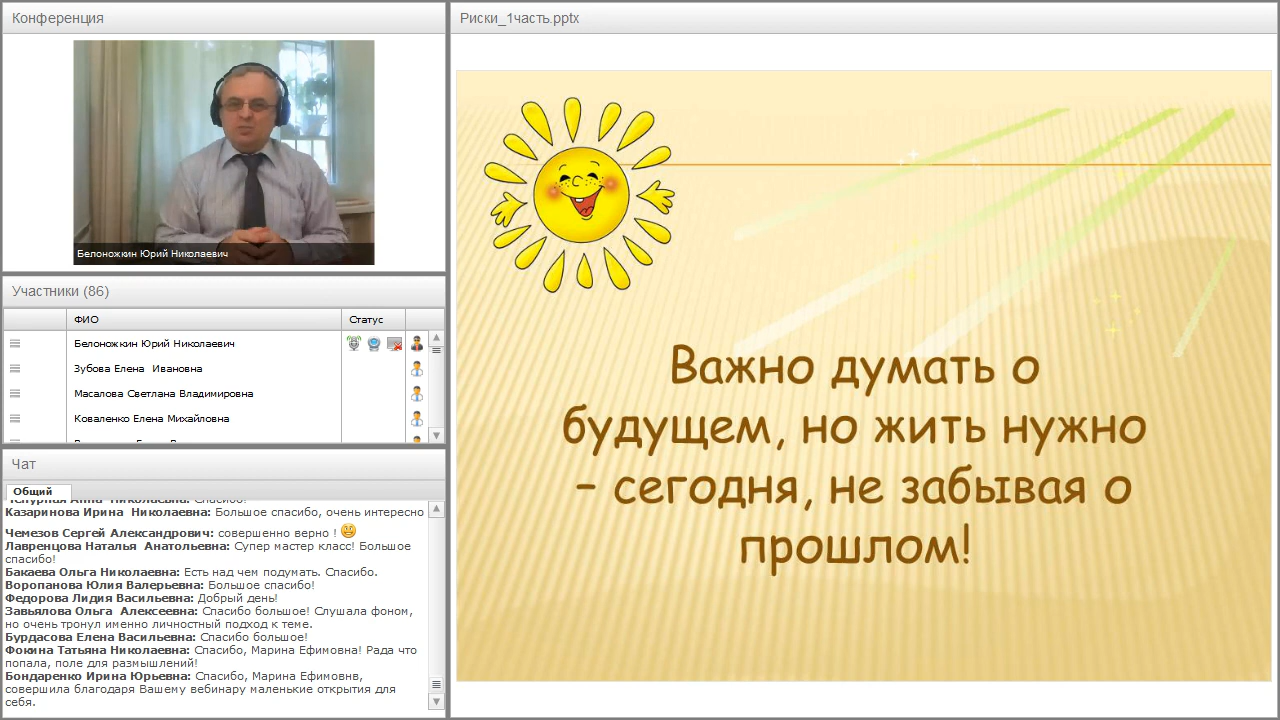 Конференция
Белоножкин Юрий Николаевич
Участники (86)
ФИО
Статус
Белоножкин Юрий Николаевич
Зубова Елена Ивановна
Масалова Светлана Владимировна
Коваленко Елена Михайловна
Чат
Общий
Спасибо!
Казаринова Ирина Николаевна: Большое спасибо, очень интересно
Чемезов Сергей Александрович: совершенно верно !
Лавренцова Наталья Анатольевна: Супер мастер класс! Большое
спасибо!
Бакаева Ольга Николаевна: Есть над чем подумать. Спасибо.
Воропанова Юлия Валерьевна: Большое спасибо!
Федорова Лидия Васильевна: Добрый день!
Завьялова Ольга Алексеевна: Спасибо большое! Слушала фоном,
но очень тронул именно личностный подход к теме.
Бурдасова Елена Васильевна: Спасибо большое!
Фокина Татьяна Николаевна: Спасибо, Марина Ефимовна! Рада что
попала, поле для размышлений!
Бондаренко Ирина Юрьевна: Спасибо, Марина Ефимовнв,
совершила благодаря Вашему вебинару маленькие открытия для
себя.
Риски_1часть.pptx
Важно думать о
будущем, но жить нужно
– сегодня, не забывая о
прошлом!